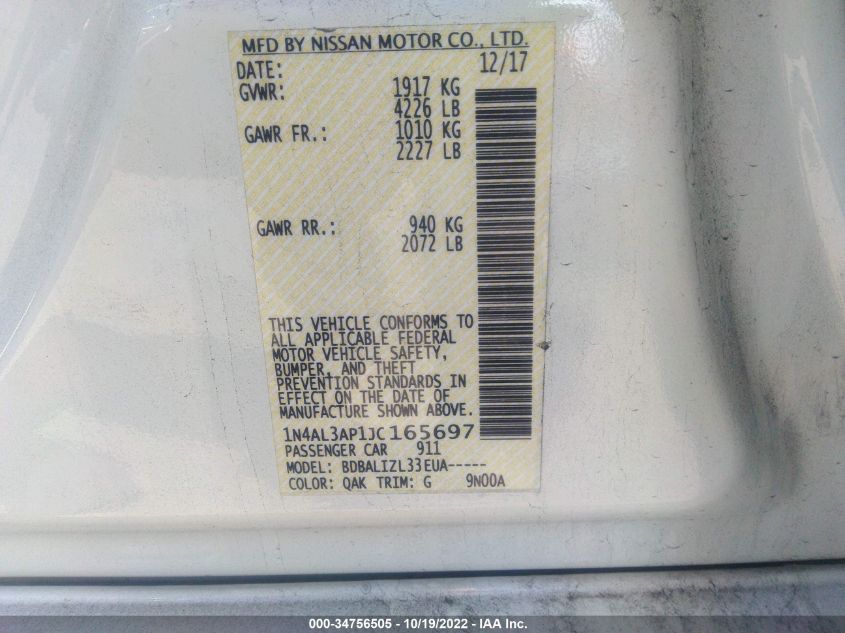 MFD BY NISSAN MOTOR CO., LTD.
DATE: 12/17
GVWR: 1917 KG
4226 LB
GAWR FR.: 1010 KG
2227 LB
GAWR RR.: 940 KG
2072 LB
THIS VEHICLE CONFORMS TO
ALL APPLICABLE FEDERAL
MOTOR VEHICLE SAFETY,
BUMPER, AND THEFT
PREVENTION STANDARDS IN
EFFECT ON THE DATE OF
MANUFACTURE SHOWN ABOVE.
1N4AL3AP1JC165697
PASSENGER CAR 911
MODEL: BDBALIZL33EUA-----
COLOR: QAK TRIM: G 9N00A
000-34756505 - 10/19/2022 - IAA Inc.